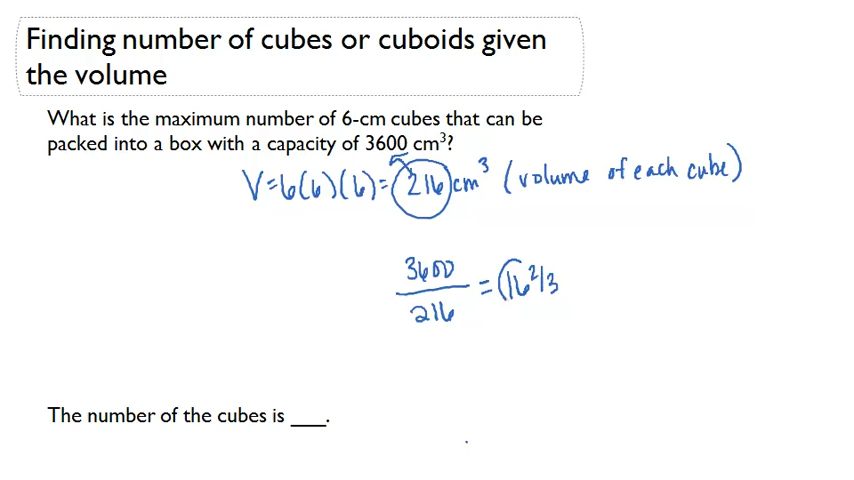 Finding number of cubes or cuboids given
the volume
What is the maximum number of 6-cm cubes that can be
packed into a box with a capacity of 3600 cm³?
V=6(6)(6)=(216)cm³ (volume of each cube)
3600
216
=(16 2/3
The number of the cubes is ___.